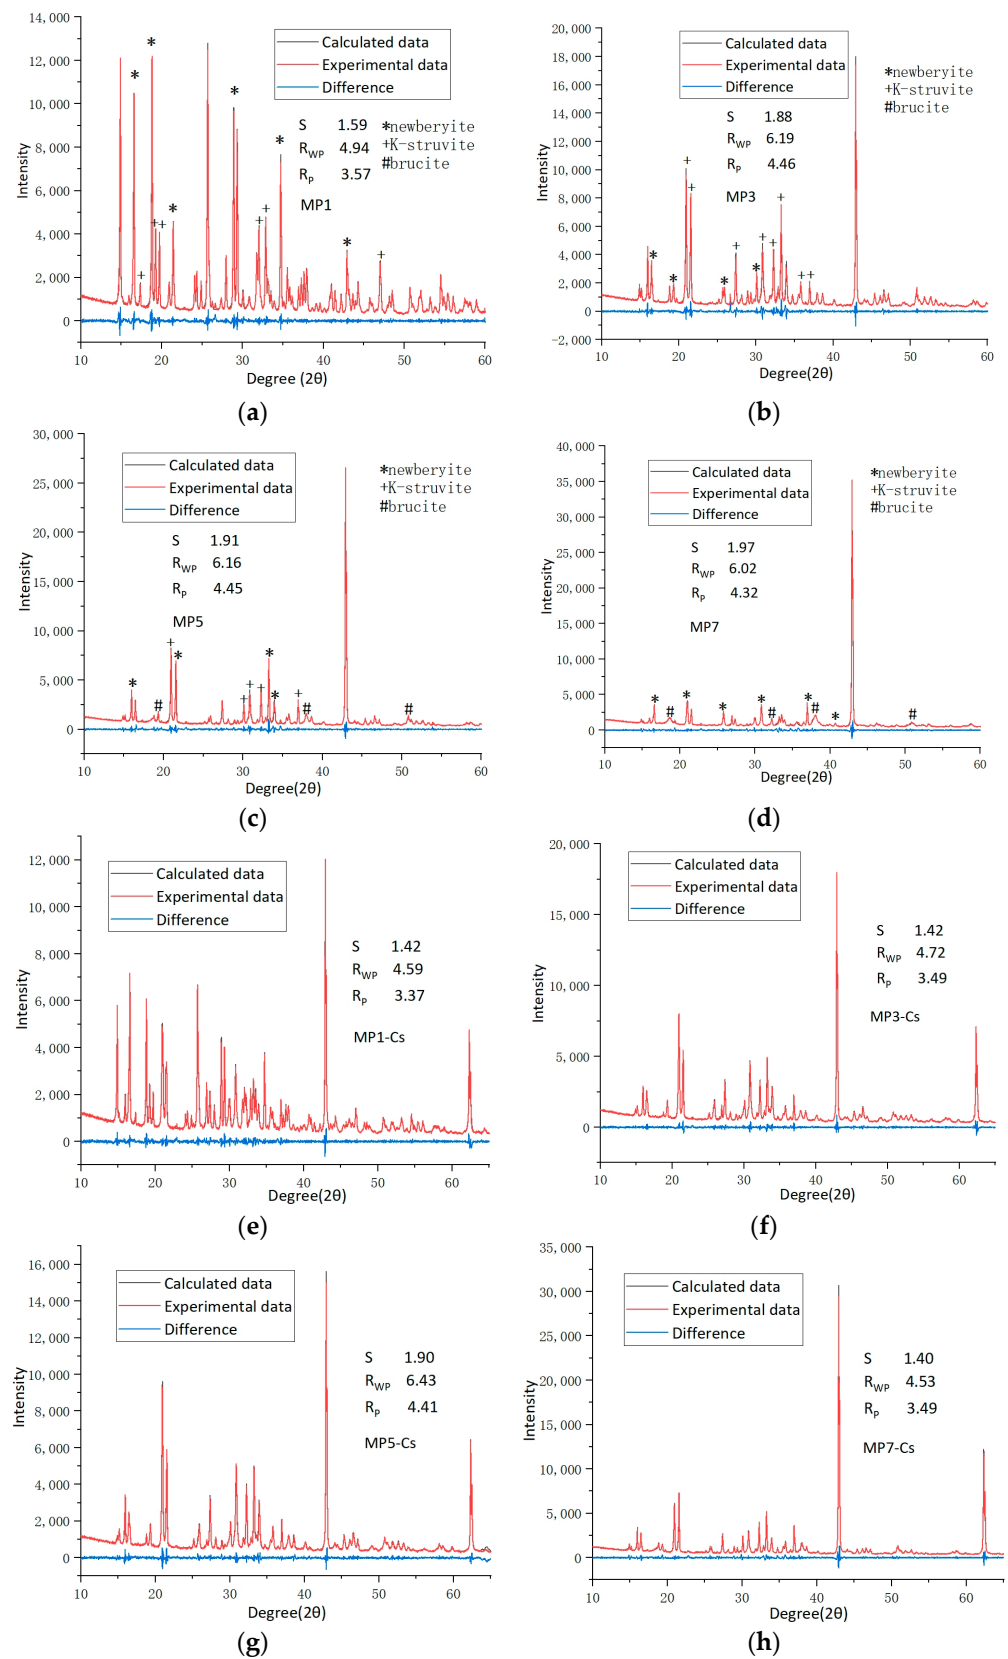 14,000
12,000
10,000
8,000
6,000
4,000
2,000
0
Intensity
10 20 30 40 50 60
Degree (2θ)
Calculated data
Experimental data
Difference
S 1.59
RWP 4.94
RP 3.57
MP1
*newberyite
+K-struvite
#brucite
(a)
20,000
18,000
16,000
14,000
12,000
10,000
8,000
6,000
4,000
2,000
0
-2,000
Intensity
10 20 30 40 50 60
Degree(2θ)
Calculated data
Experimental data
Difference
S 1.88
RWP 6.19
RP 4.46
MP3
*newberyite
+K-struvite
#brucite
(b)
30,000
25,000
20,000
15,000
10,000
5,000
0
Intensity
10 20 30 40 50 60
Degree(2θ)
Calculated data
Experimental data
Difference
S 1.91
RWP 6.16
RP 4.45
MP5
*newberyite
+K-struvite
#brucite
(c)
40,000
35,000
30,000
25,000
20,000
15,000
10,000
5,000
0
Intensity
10 20 30 40 50 60
Degree(2θ)
Calculated data
Experimental data
Difference
S 1.97
RWP 6.02
RP 4.32
MP7
*newberyite
+K-struvite
#brucite
(d)
12,000
10,000
8,000
6,000
4,000
2,000
0
Intensity
10 20 30 40 50 60
Degree(2θ)
Calculated data
Experimental data
Difference
S 1.42
RWP 4.59
RP 3.37
MP1-Cs
(e)
20,000
15,000
10,000
5,000
0
Intensity
10 20 30 40 50 60
Degree(2θ)
Calculated data
Experimental data
Difference
S 1.42
RWP 4.72
RP 3.49
MP3-Cs
(f)
16,000
14,000
12,000
10,000
8,000
6,000
4,000
2,000
0
Intensity
10 20 30 40 50 60
Degree(2θ)
Calculated data
Experimental data
Difference
S 1.90
RWP 6.43
RP 4.41
MP5-Cs
(g)
35,000
30,000
25,000
20,000
15,000
10,000
5,000
0
Intensity
10 20 30 40 50 60
Degree(2θ)
Calculated data
Experimental data
Difference
S 1.40
RWP 4.53
RP 3.49
MP7-Cs
(h)